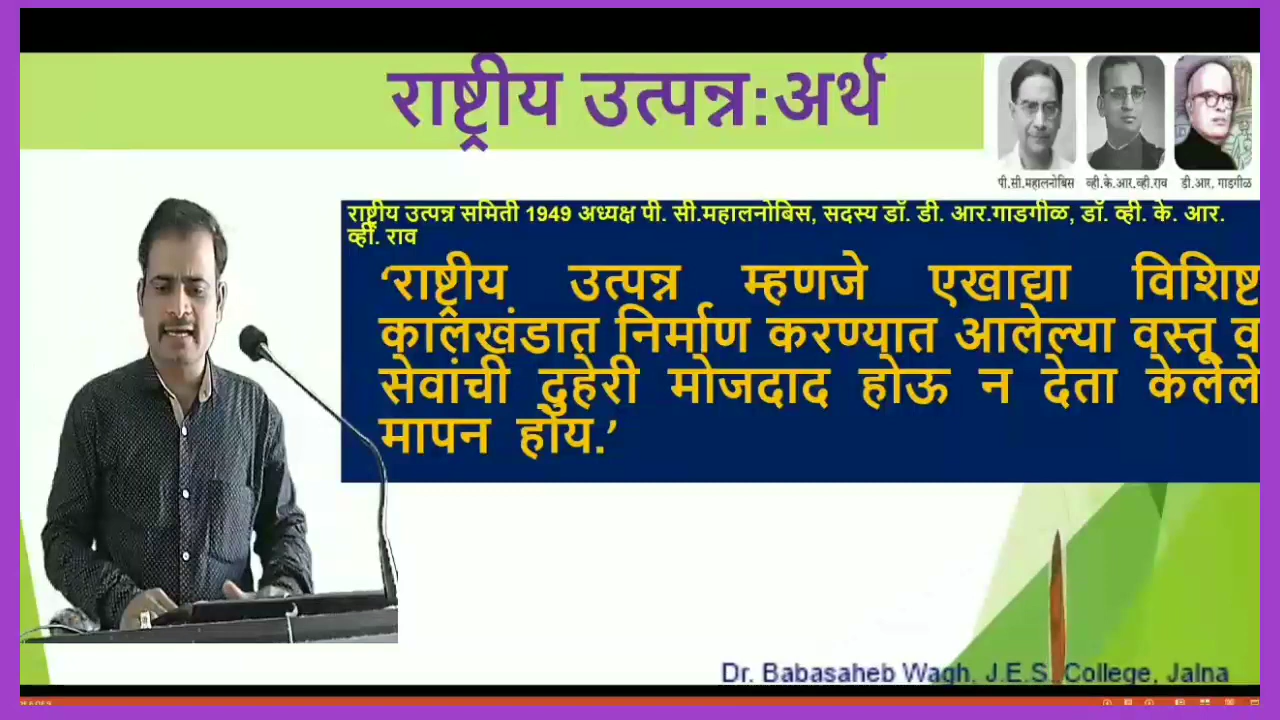 राष्ट्रीय उत्पन्न:अर्थ
पी.सी.महालनोबिस व्ही.के.आर.व्ही.राव डी.आर. गाडगीळ
राष्ट्रीय उत्पन्न समिती 1949 अध्यक्ष पी. सी.महालनोबिस, सदस्य डॉ. डी. आर.गाडगीळ, डॉ. व्ही. के. आर.
व्ही. राव
‘राष्ट्रीय उत्पन्न म्हणजे एखाद्या विशिष्ट
कालखंडात निर्माण करण्यात आलेल्या वस्तू व
सेवांची दुहेरी मोजदाद होऊ न देता केलेले
मापन होय.’
Dr. Babasaheb Wagh, J.E.S. College, Jalna